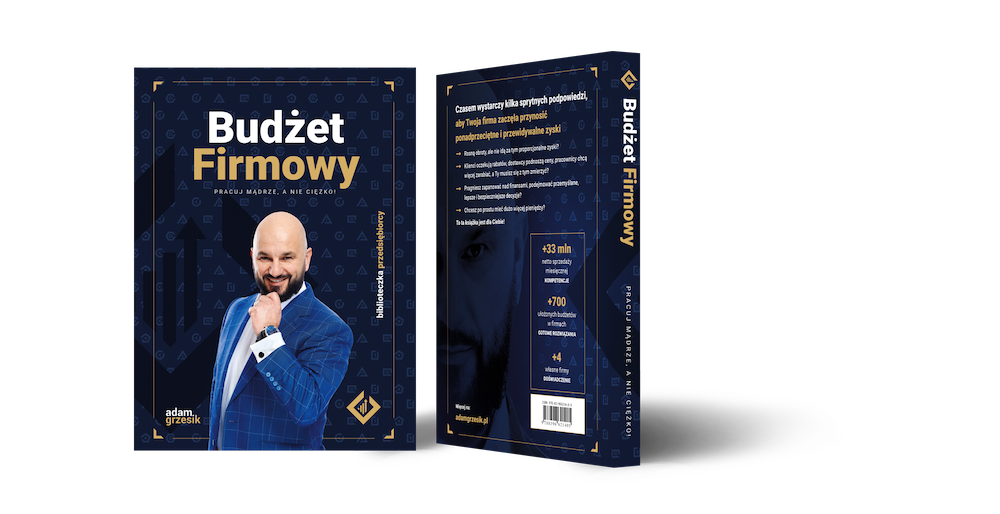 Budżet
Firmowy
PRACUJ MĄDRZE, A NIE CIĘŻKO!
biblioteczka przedsiębiorcy
adam.
grzesik
Czasem wystarczy kilka sprytnych podpowiedzi,
aby Twoja firma zaczęła przynosić
ponadprzeciętne i przewidywalne zyski
Rosną obroty, ale nie idą za tym proporcjonalne zyski?
Klienci oczekują rabatów, dostawcy podnoszą ceny, pracownicy chcą
więcej zarabiać, a Ty musisz się z tym zmierzyć?
Pragniesz zapanować nad finansami, podejmować przemyślane,
lepsze i bezpieczniejsze decyzje?
Chcesz po prostu mieć dużo więcej pieniędzy?
To ta książka jest dla Ciebie!
+33 mln
netto sprzedaży
miesięcznej
KOMPETENCJE
+700
ułożonych budżetów
w firmach
GOTOWE ROZWIĄZANIA
+4
własne firmy
DOŚWIADCZENIE
Więcej na:
adamgrzesik.pl
Budżet Firmowy
PRACUJ MĄDRZE, A NIE CIĘŻKO!